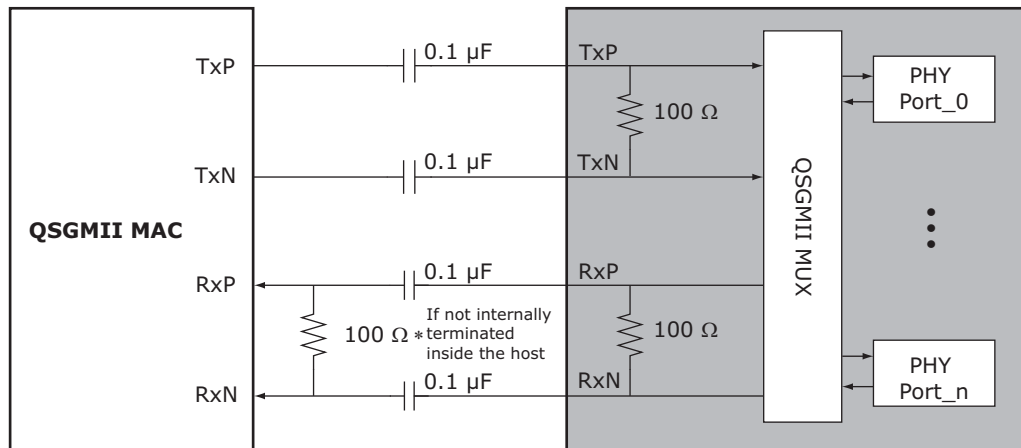 0.1 µF
TxP
TxP
PHY
Port_0
100 Ω
0.1 µF
TxN
TxN
QSGMII MAC
QSGMII MUX
0.1 µF
RxP
RxP
100 Ω *
If not internally
terminated
inside the host
100 Ω
0.1 µF
RxN
RxN
PHY
Port_n